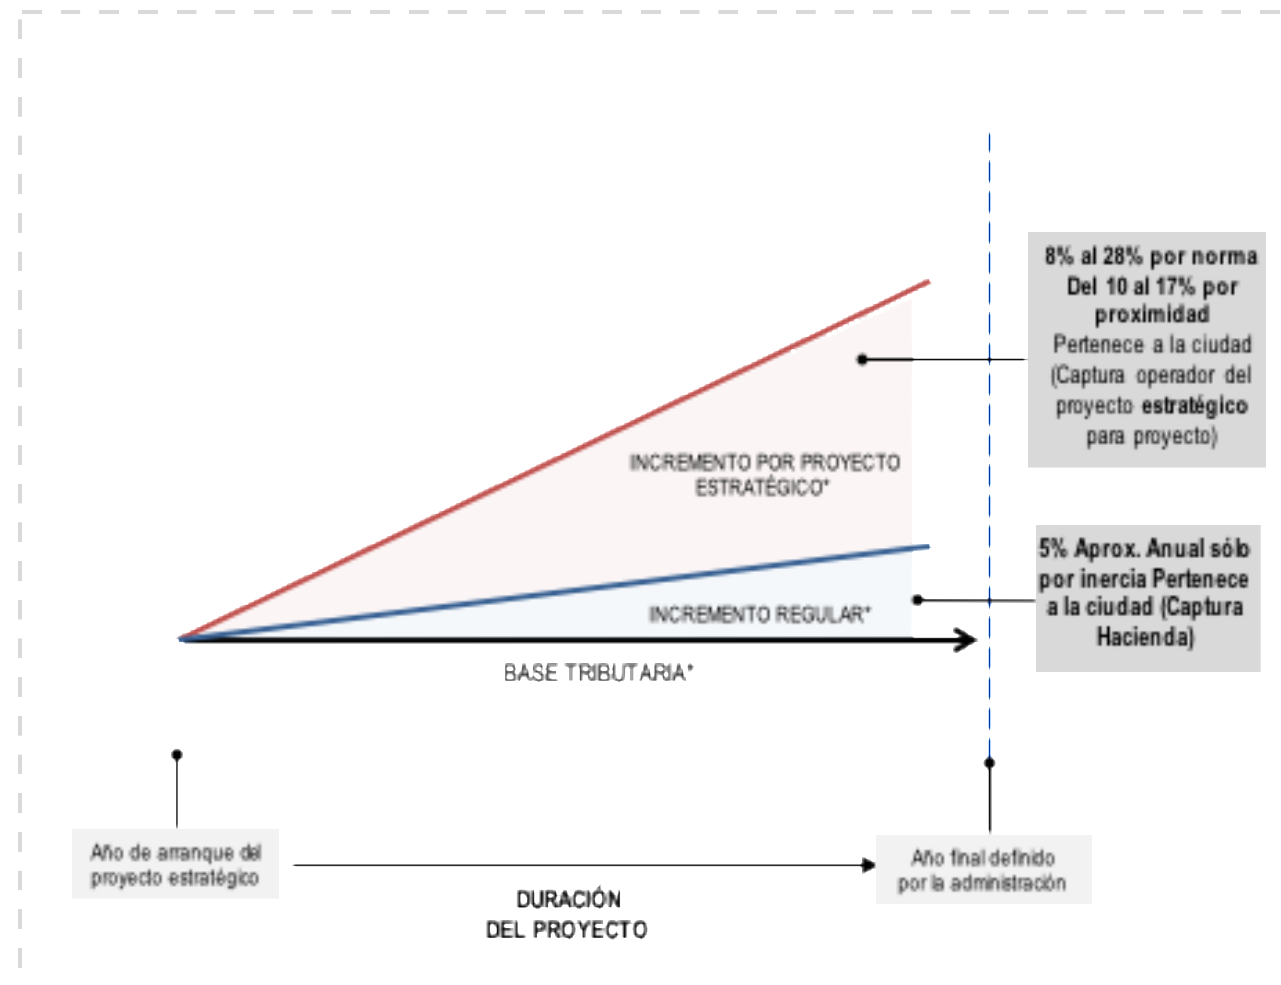 8% al 28% por norma
Del 10 al 17% por
proximidad
Pertenece a la ciudad
(Captura operador del
proyecto estratégico
para proyecto)
INCREMENTO POR PROYECTO
ESTRATÉGICO*
5% Aprox. Anual sólo
por inercia Pertenece
a la ciudad (Captura
Hacienda)
INCREMENTO REGULAR*
BASE TRIBUTARIA*
Año de arranque del
proyecto estratégico
Año final definido
por la administración
DURACIÓN
DEL PROYECTO